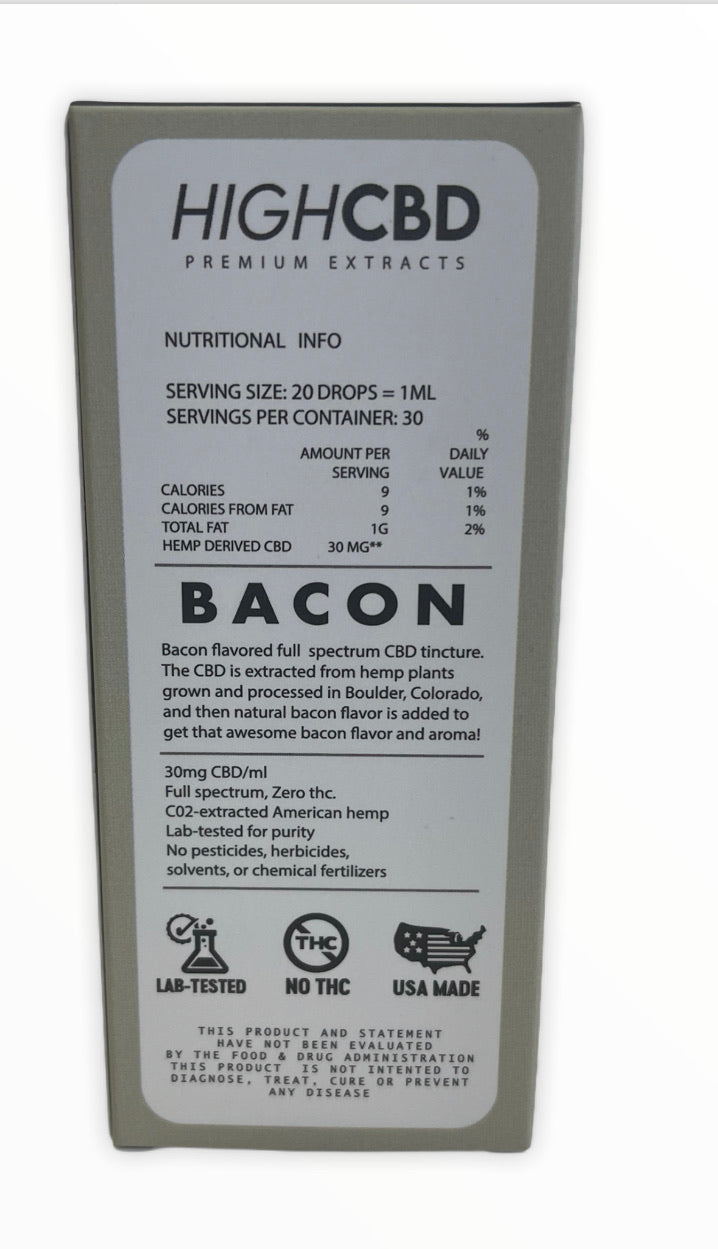 HIGHCBD
PREMIUM EXTRACTS
NUTRITIONAL INFO
SERVING SIZE: 20 DROPS = 1ML
SERVINGS PER CONTAINER: 30
%
AMOUNT PER DAILY
SERVING VALUE
CALORIES 9 1%
CALORIES FROM FAT 9 1%
TOTAL FAT 1G 2%
HEMP DERIVED CBD 30 MG**
BACON
Bacon flavored full spectrum CBD tincture.
The CBD is extracted from hemp plants
grown and processed in Boulder, Colorado,
and then natural bacon flavor is added to
get that awesome bacon flavor and aroma!
30mg CBD/ml
Full spectrum, Zero thc.
C02-extracted American hemp
Lab-tested for purity
No pesticides, herbicides,
solvents, or chemical fertilizers
THC
LAB-TESTED NO THC USA MADE
THIS PRODUCT AND STATEMENT
HAVE NOT BEEN EVALUATED
BY THE FOOD & DRUG ADMINISTRATION
THIS PRODUCT IS NOT INTENTED TO
DIAGNOSE, TREAT, CURE OR PREVENT
ANY DISEASE